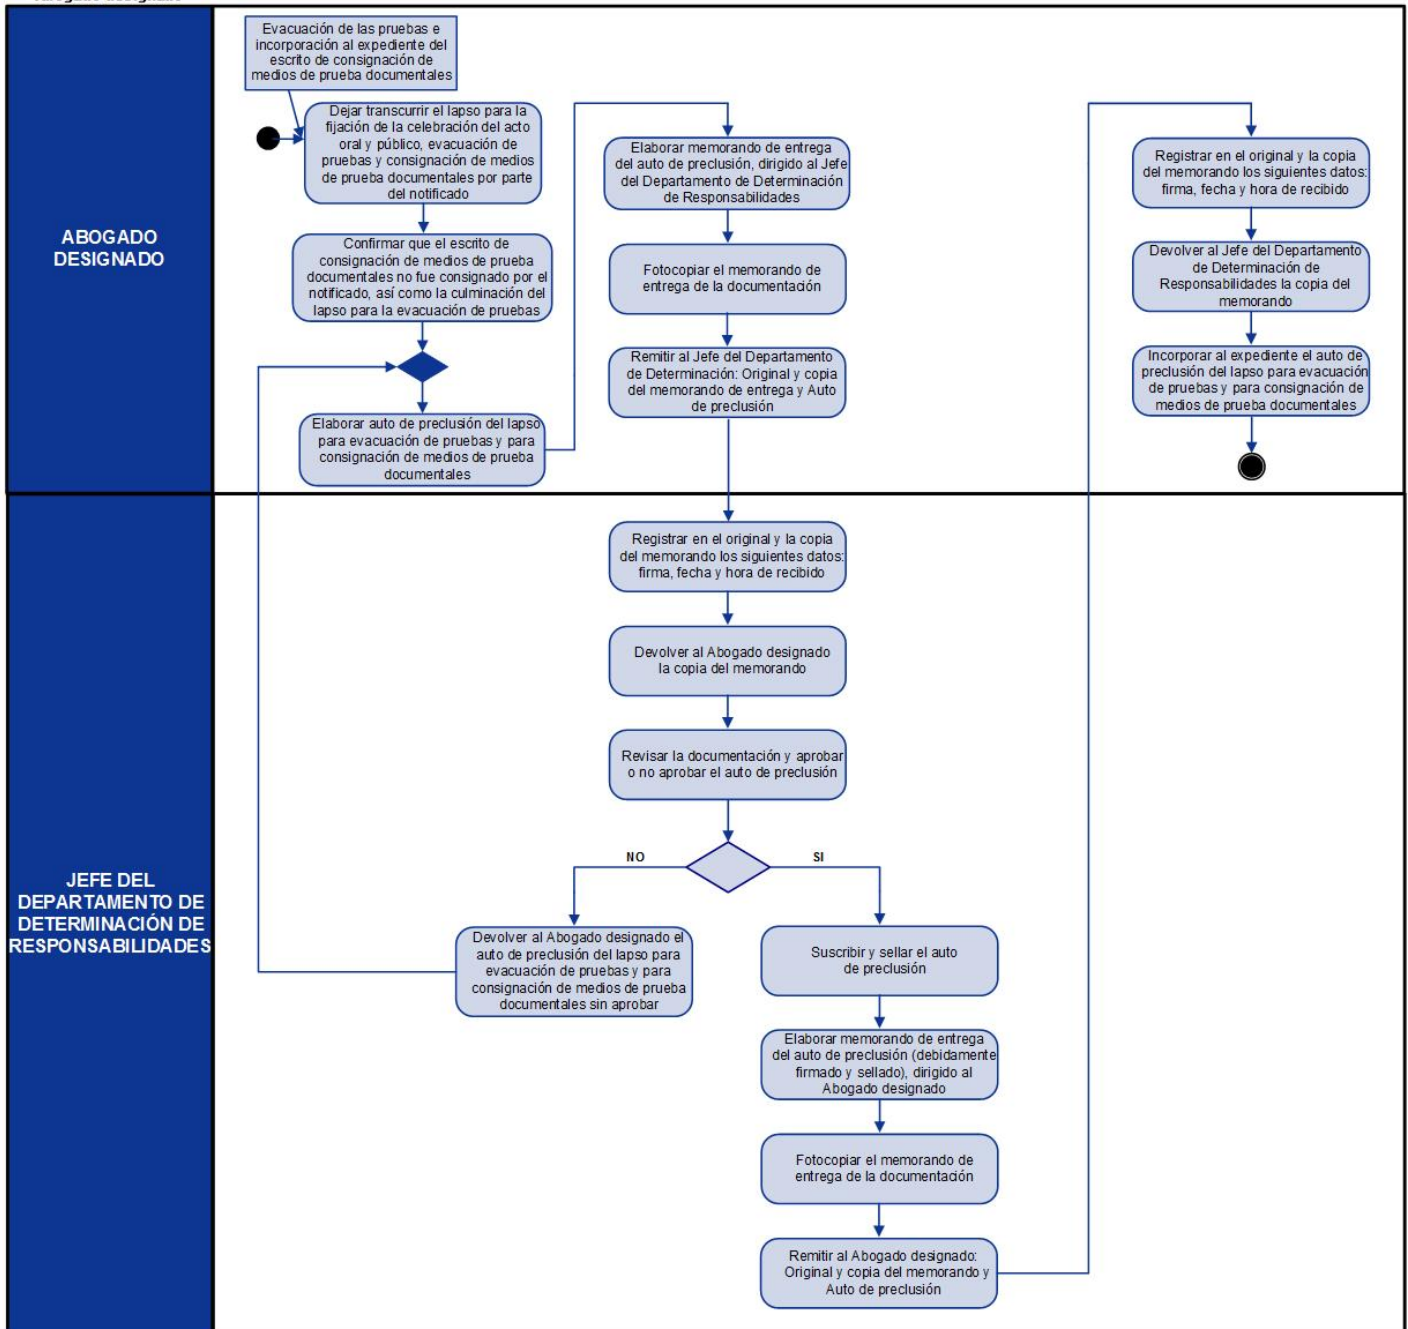 Abogado designado
Evacuación de las pruebas e
incorporación al expediente del
escrito de consignación de
medios de prueba documentales
Dejar transcurrir el lapso para la
fijación de la celebración del acto
oral y público, evacuación de
pruebas y consignación de medios
de prueba documentales por parte
del notificado
Confirmar que el escrito de
consignación de medios de prueba
documentales no fue consignado por el
notificado, así como la culminación del
lapso para la evacuación de pruebas
Elaborar auto de preclusión del lapso
para evacuación de pruebas y para
consignación de medios de prueba
documentales
Elaborar memorando de entrega
del auto de preclusión, dirigido al Jefe
del Departamento de Determinación
de Responsabilidades
Fotocopiar el memorando de
entrega de la documentación
Remitir al Jefe del Departamento
de Determinación: Original y copia
del memorando de entrega y Auto
de preclusión
Registrar en el original y la copia
del memorando los siguientes datos:
firma, fecha y hora de recibido
Devolver al Jefe del Departamento
de Determinación de
Responsabilidades la copia del
memorando
Incorporar al expediente el auto de
preclusión del lapso para evacuación
de pruebas y para consignación de
medios de prueba documentales
ABOGADO
DESIGNADO
Registrar en el original y la copia
del memorando los siguientes datos:
firma, fecha y hora de recibido
Devolver al Abogado designado
la copia del memorando
Revisar la documentación y aprobar
o no aprobar el auto de preclusión
NO
SI
Devolver al Abogado designado el
auto de preclusión del lapso para
evacuación de pruebas y para
consignación de medios de prueba
documentales sin aprobar
Suscribir y sellar el auto
de preclusión
Elaborar memorando de entrega
del auto de preclusión (debidamente
firmado y sellado), dirigido al
Abogado designado
Fotocopiar el memorando de
entrega de la documentación
Remitir al Abogado designado:
Original y copia del memorando y
Auto de preclusión
JEFE DEL
DEPARTAMENTO DE
DETERMINACIÓN DE
RESPONSABILIDADES